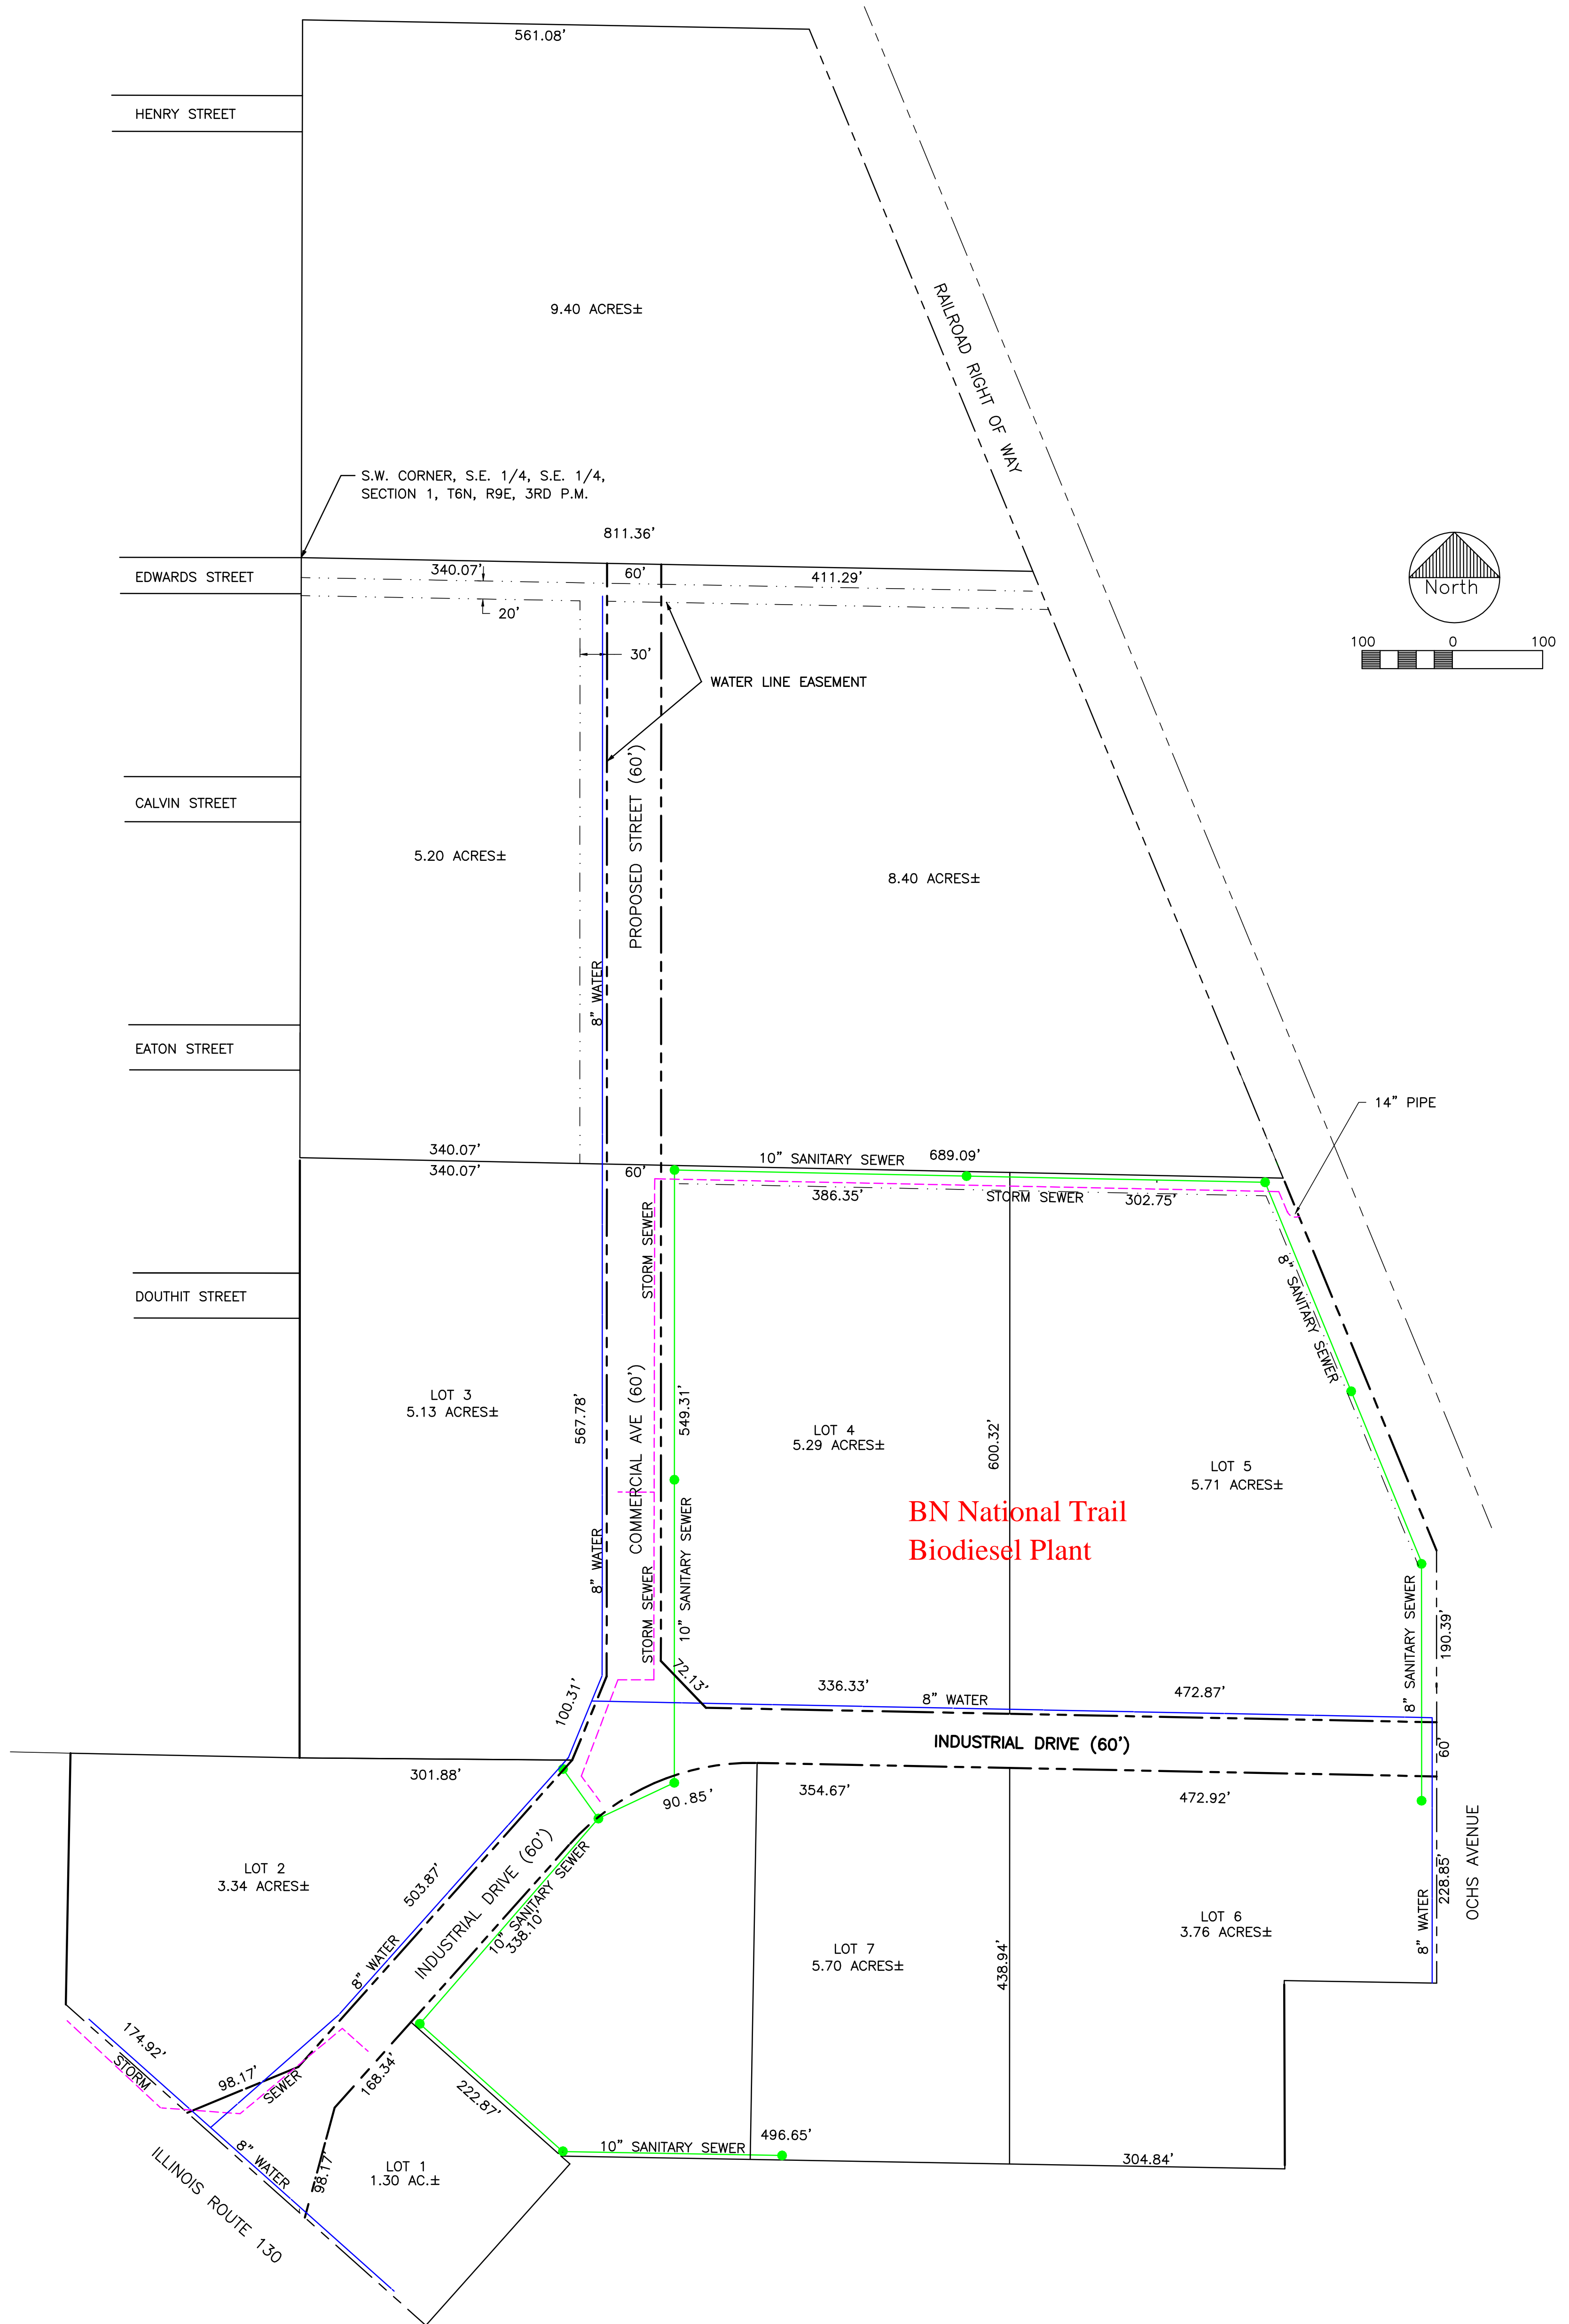 561.08'
HENRY STREET
9.40 ACRES±
RAILROAD RIGHT OF WAY
S.W. CORNER, S.E. 1/4, S.E. 1/4,
SECTION 1, T6N, R9E, 3RD P.M.
811.36'
EDWARDS STREET
340.07'
60'
411.29'
20'
30'
WATER LINE EASEMENT
North
100 0 100
PROPOSED STREET (60')
CALVIN STREET
5.20 ACRES±
8.40 ACRES±
8" WATER
EATON STREET
14" PIPE
340.07'
340.07'
60'
10" SANITARY SEWER
689.09'
386.35'
STORM SEWER
302.75'
STORM SEWER
8" SANITARY SEWER
DOUTHIT STREET
LOT 3
5.13 ACRES±
567.78'
COMMERCIAL AVE (60')
549.31'
LOT 4
5.29 ACRES±
600.32'
LOT 5
5.71 ACRES±
BN National Trail
Biodiesel Plant
8" WATER
STORM SEWER
10" SANITARY SEWER
8" SANITARY SEWER
190.39'
72.13'
100.31'
336.33'
8" WATER
472.87'
INDUSTRIAL DRIVE (60')
60'
301.88'
90.85'
354.67'
472.92'
OCHS AVENUE
228.85'
8" WATER
LOT 2
3.34 ACRES±
503.87'
8" WATER
INDUSTRIAL DRIVE (60')
10" SANITARY SEWER
338.10'
LOT 7
5.70 ACRES±
438.94'
LOT 6
3.76 ACRES±
174.92'
STORM
98.17'
SEWER
168.34'
222.87'
8" WATER
98.17'
LOT 1
1.30 AC.±
10" SANITARY SEWER
496.65'
304.84'
ILLINOIS ROUTE 130